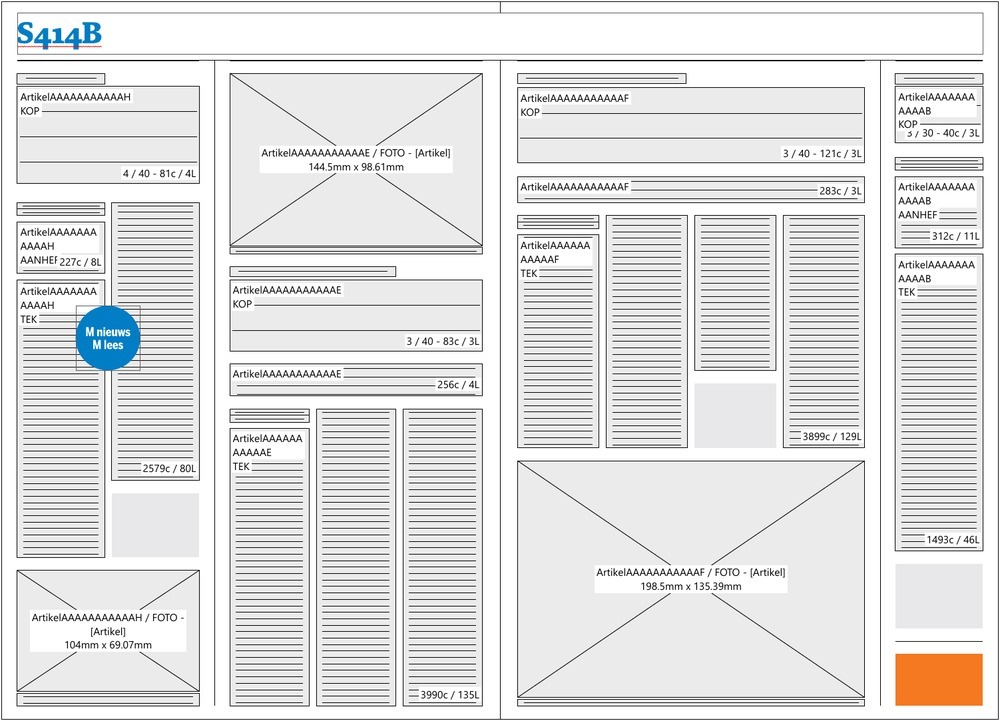 S414B
ArtikelAAAAAAAAAAAH
KOP
4 / 40 - 81c / 4L
ArtikelAAAAAAA
AAAAH
AANHEF 227c / 8L
ArtikelAAAAAAA
AAAAH
TEK
M nieuws
M lees
2579c / 80L
ArtikelAAAAAAAAAAAH / FOTO -
[Artikel]
104mm x 69.07mm
ArtikelAAAAAAAAAAAE / FOTO - [Artikel]
144.5mm x 98.61mm
ArtikelAAAAAAAAAAAE
KOP
3 / 40 - 83c / 3L
ArtikelAAAAAAAAAAAE
256c / 4L
ArtikelAAAAAA
AAAAAE
TEK
3990c / 135L
ArtikelAAAAAAAAAAAF
KOP
3 / 40 - 121c / 3L
ArtikelAAAAAAAAAAAF
283c / 3L
ArtikelAAAAAA
AAAAAF
TEK
3899c / 129L
ArtikelAAAAAAAAAAAF / FOTO - [Artikel]
198.5mm x 135.39mm
ArtikelAAAAAAA
AAAAB
KOP
3 / 30 - 40c / 3L
ArtikelAAAAAAA
AAAAB
AANHEF
312c / 11L
ArtikelAAAAAAA
AAAAB
TEK
1493c / 46L